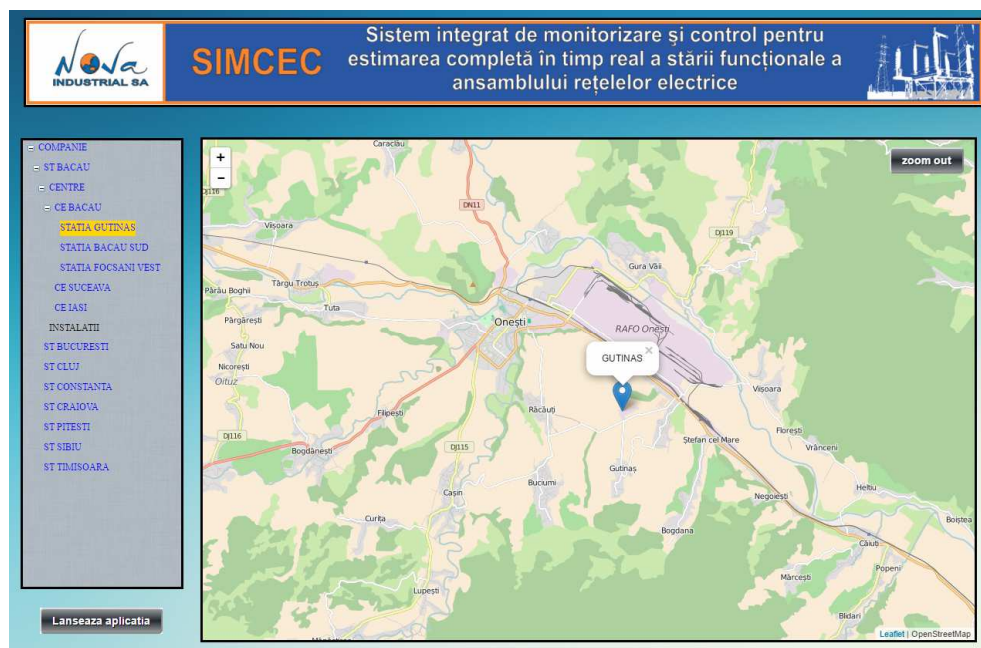 NOVA
INDUSTRIAL SA
SIMCEC
Sistem integrat de monitorizare și control pentru
estimarea completă în timp real a stării funcționale a
ansamblului rețelelor electrice
COMPANIE
ST BACAU
CENTRE
CE BACAU
STATIA GUTINAS
STATIA BACAU SUD
STATIA FOCSANI VEST
CE SUCEAVA
CE IASI
INSTALATII
ST BUCURESTI
ST CLUJ
ST CONSTANTA
ST CRAIOVA
ST PITESTI
ST SIBIU
ST TIMISOARA
Lanseaza aplicatia
+
−
zoom out
Caraclău
DJ116
DN11
Vișoara
DJ119
Gura Văii
Târgu Trotuș
Pârău Boghii
Tuta
Pârgărești
Onești
RAFO Onești
Satu Nou
GUTINAS
×
Nicorești
Oituz
Vișoara
Răcăuți
Filipești
Florești
DJ116
Bogdănești
DJ115
Ștefan cel Mare
Vrânceni
Gutinaș
Buciumi
Heltiu
Cașin
Negoiești
Curița
Bogdana
Boiștea
Căiuți
Popeni
Mărcești
Lupești
Blidari
Leaflet | OpenStreetMap